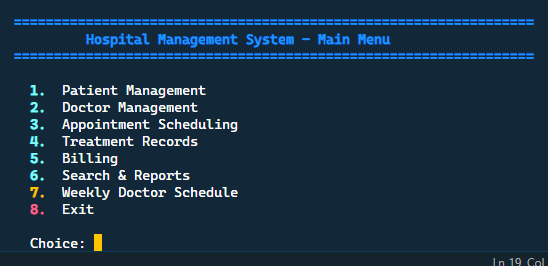 =================================================================
Hospital Management System – Main Menu
=================================================================
1. Patient Management
2. Doctor Management
3. Appointment Scheduling
4. Treatment Records
5. Billing
6. Search & Reports
7. Weekly Doctor Schedule
8. Exit
Choice:
Ln 19, Col